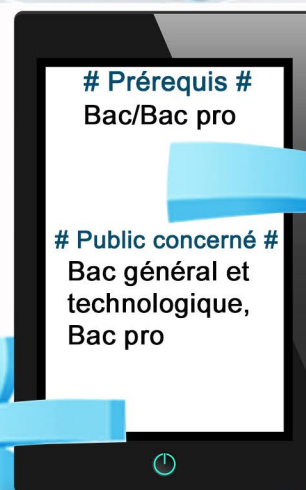 # Prérequis #
Bac/Bac pro
# Public concerné #
Bac général et
technologique,
Bac pro